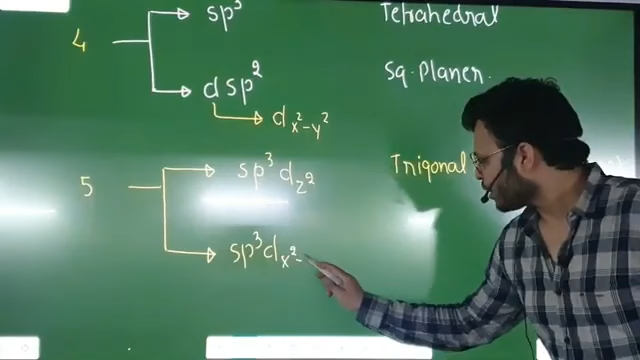 sp³ Tetrahedral
4
dsp² Sq. Planer.
d x²-y²
sp³d z² Trigonal
5
sp³d x²-